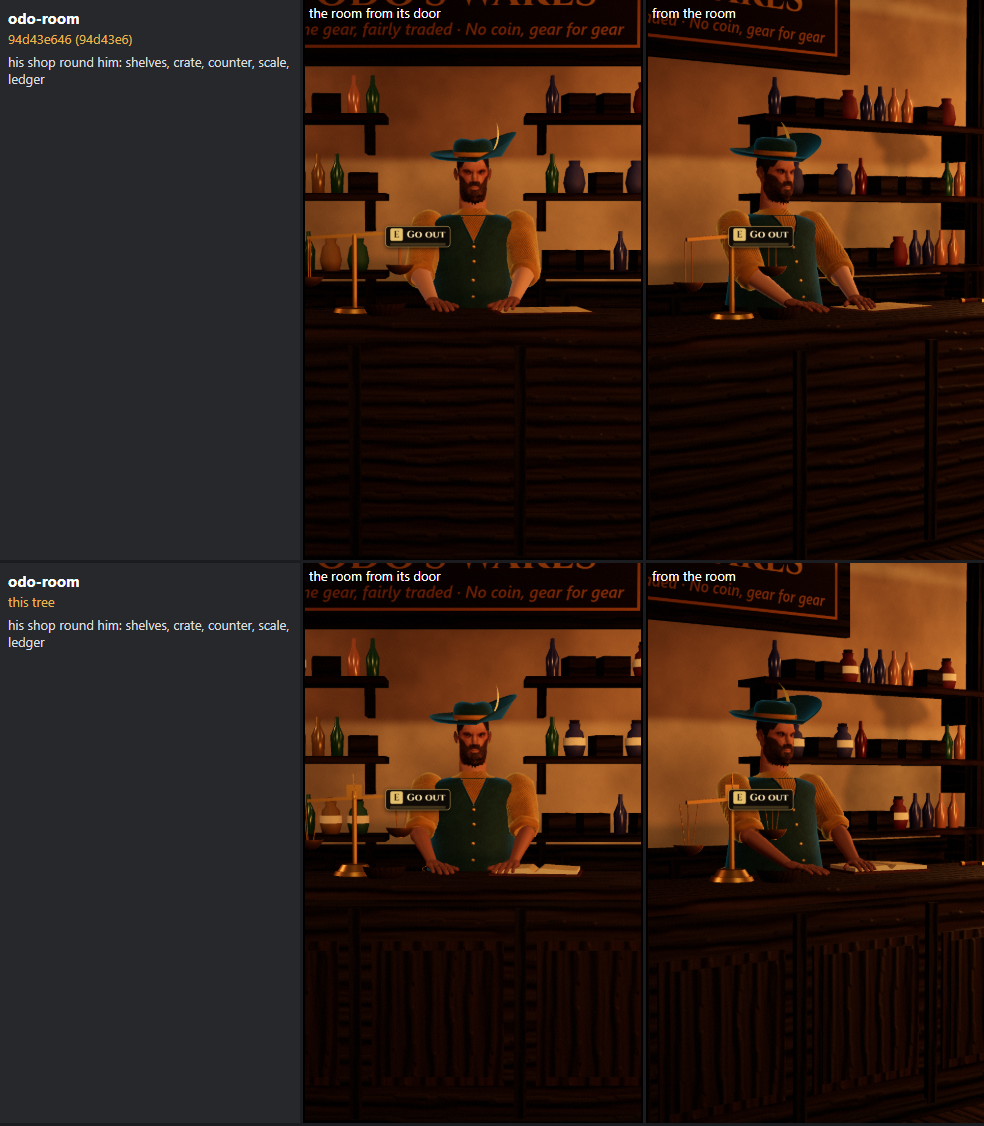 odo-room
94d43e646 (94d43e6)
his shop round him: shelves, crate, counter, scale,
ledger
the room from its door
ODO'S WARES
gear, fairly traded · No coin, gear for gear
E GO OUT
from the room
No coin, gear for gear
E GO OUT
odo-room
this tree
his shop round him: shelves, crate, counter, scale,
ledger
the room from its door
ODO'S WARES
gear, fairly traded · No coin, gear for gear
E GO OUT
from the room
No coin, gear for gear
E GO OUT